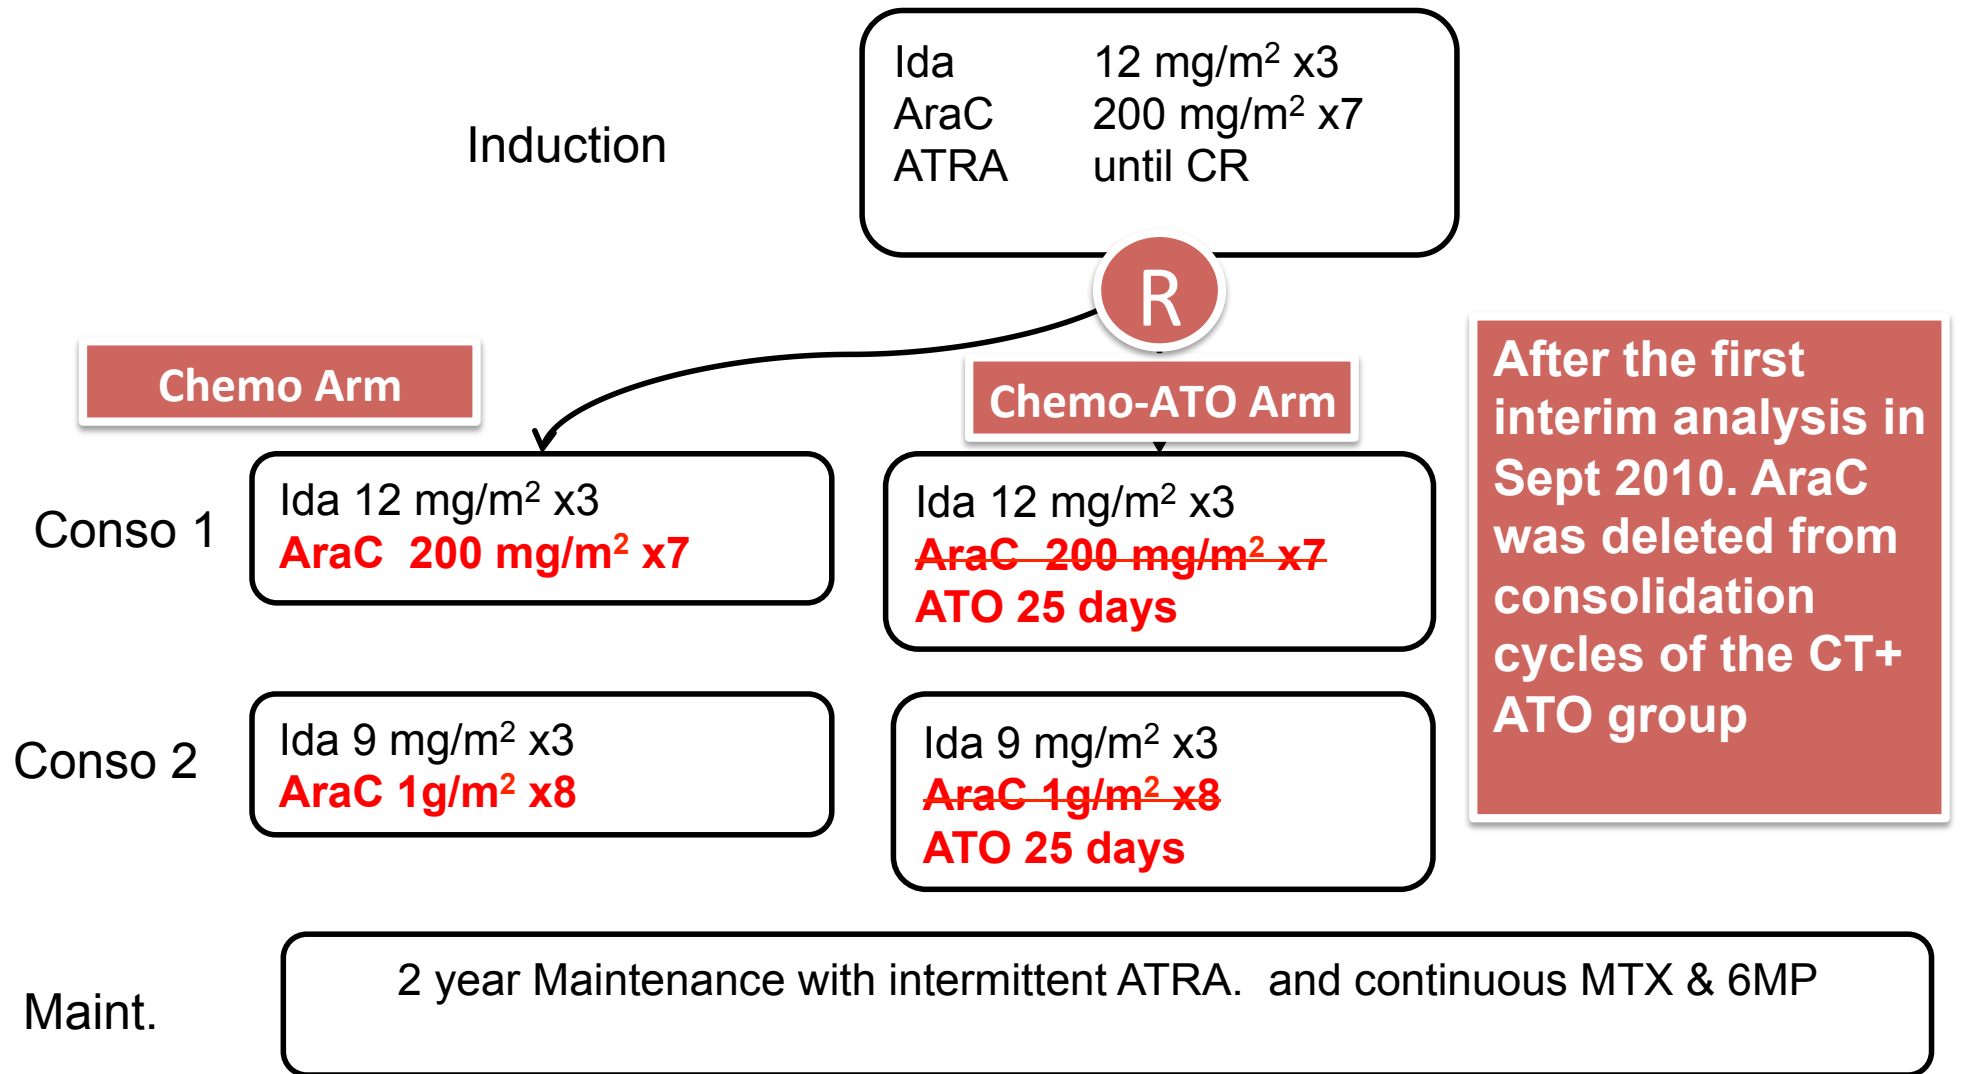 Induction
Ida 12 mg/m² x3
AraC 200 mg/m² x7
ATRA until CR
R
Chemo Arm
Chemo-ATO Arm
Conso 1
Ida 12 mg/m² x3
AraC 200 mg/m² x7
Ida 12 mg/m² x3
AraC 200 mg/m² x7
ATO 25 days
Conso 2
Ida 9 mg/m² x3
AraC 1g/m² x8
Ida 9 mg/m² x3
AraC 1g/m² x8
ATO 25 days
After the first
interim analysis in
Sept 2010. AraC
was deleted from
consolidation
cycles of the CT+
ATO group
Maint.
2 year Maintenance with intermittent ATRA. and continuous MTX & 6MP